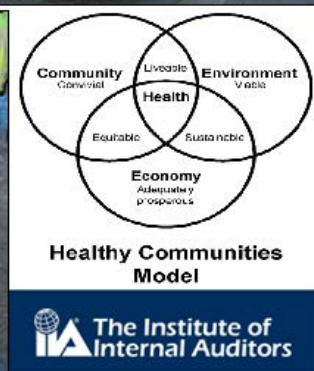 Community
Convivial
Liveable
Environment
Viable
Health
Equitable
Sustainable
Economy
Adequately
prosperous
Healthy Communities
Model
IIA
The Institute of
Internal Auditors